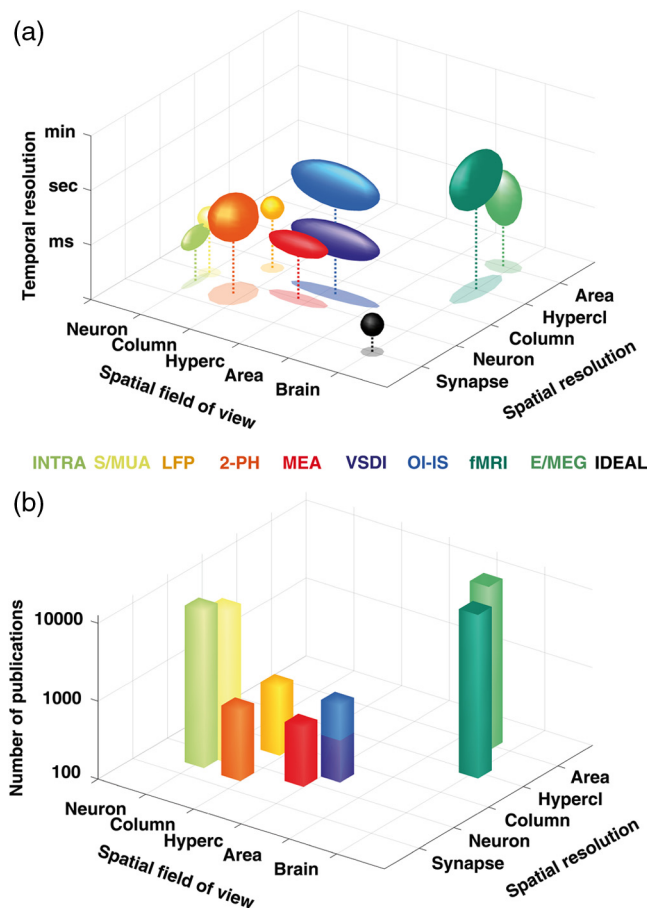 (a)
min
sec
ms
Temporal resolution
Neuron
Column
Hyperc
Area
Brain
Spatial field of view
Area
Hypercl
Column
Neuron
Synapse
Spatial resolution
INTRA S/MUA LFP 2-PH MEA VSDI OI-IS fMRI E/MEG IDEAL
(b)
10000
1000
100
Number of publications
Neuron
Column
Hyperc
Area
Brain
Spatial field of view
Area
Hypercl
Column
Neuron
Synapse
Spatial resolution